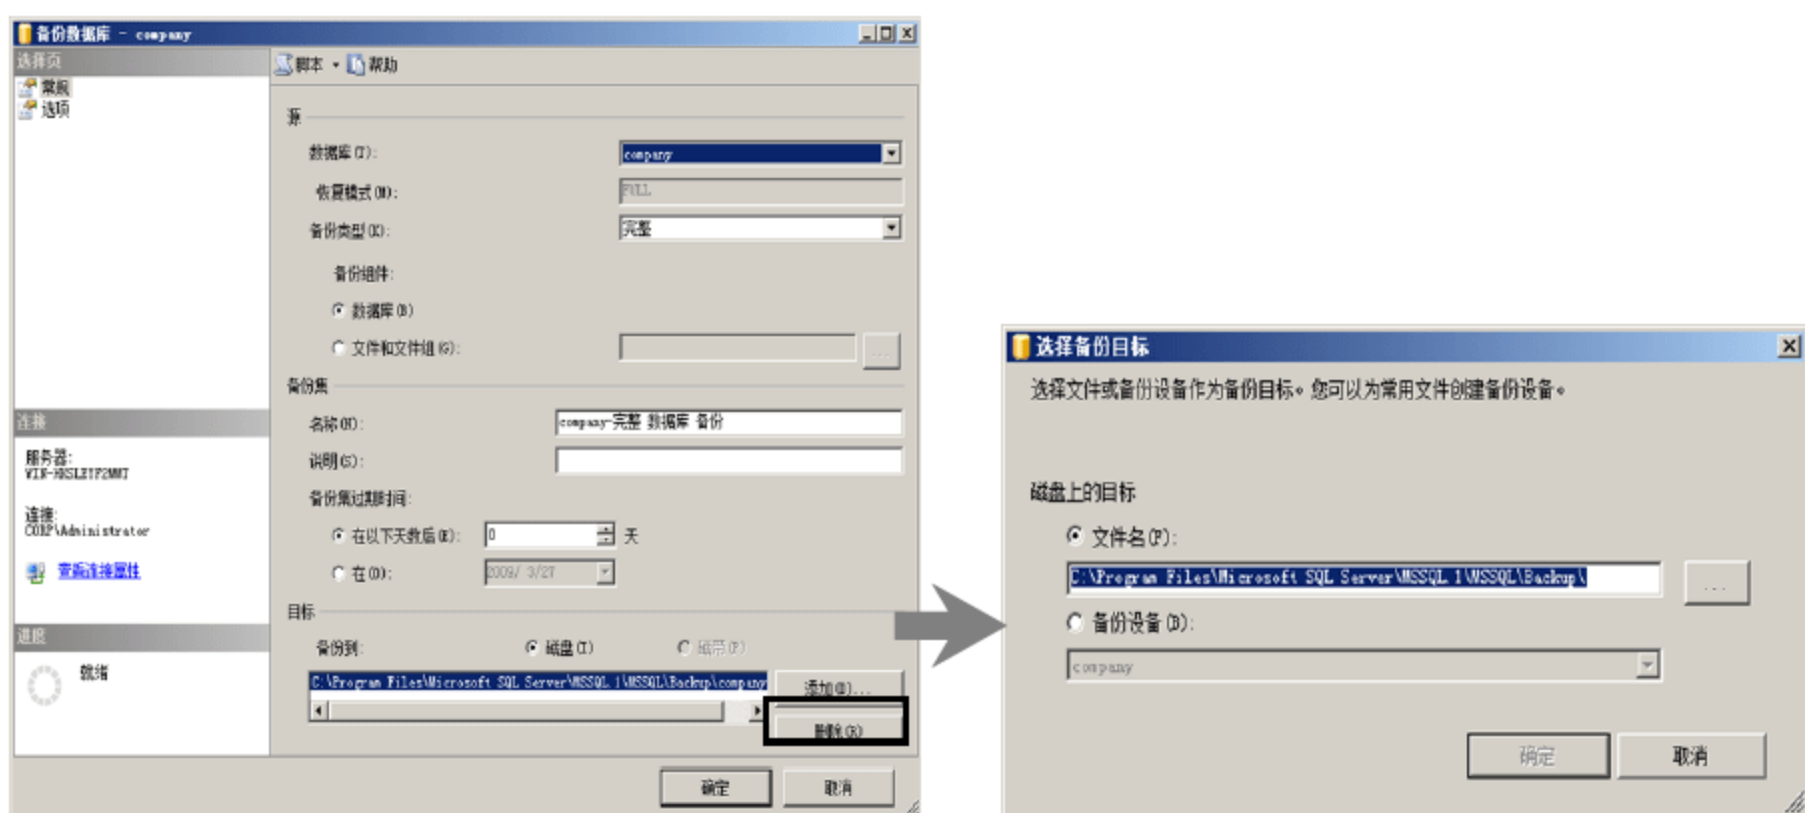 备份数据库 - company
选择页
常规
选项
脚本
帮助
源
数据库(T):
company
恢复模式(M):
FULL
备份类型(K):
完整
备份组件:
数据库(B)
文件和文件组(G):
...
备份集
名称(N):
company-完整 数据库 备份
说明(S):
备份集过期时间:
在以下天数后(E):
0
天
在(O):
2009/ 3/27
目标
备份到:
磁盘(I)
磁带(P)
C:\Program Files\Microsoft SQL Server\MSSQL.1\MSSQL\Backup\company
添加(D)...
删除(R)
连接
服务器:
连接:
CORP\Administrator
查看连接属性
进度
就绪
确定
取消
选择备份目标
选择文件或备份设备作为备份目标。您可以为常用文件创建备份设备。
磁盘上的目标
文件名(F):
C:\Program Files\Microsoft SQL Server\MSSQL.1\MSSQL\Backup\
...
备份设备(B):
company
确定
取消